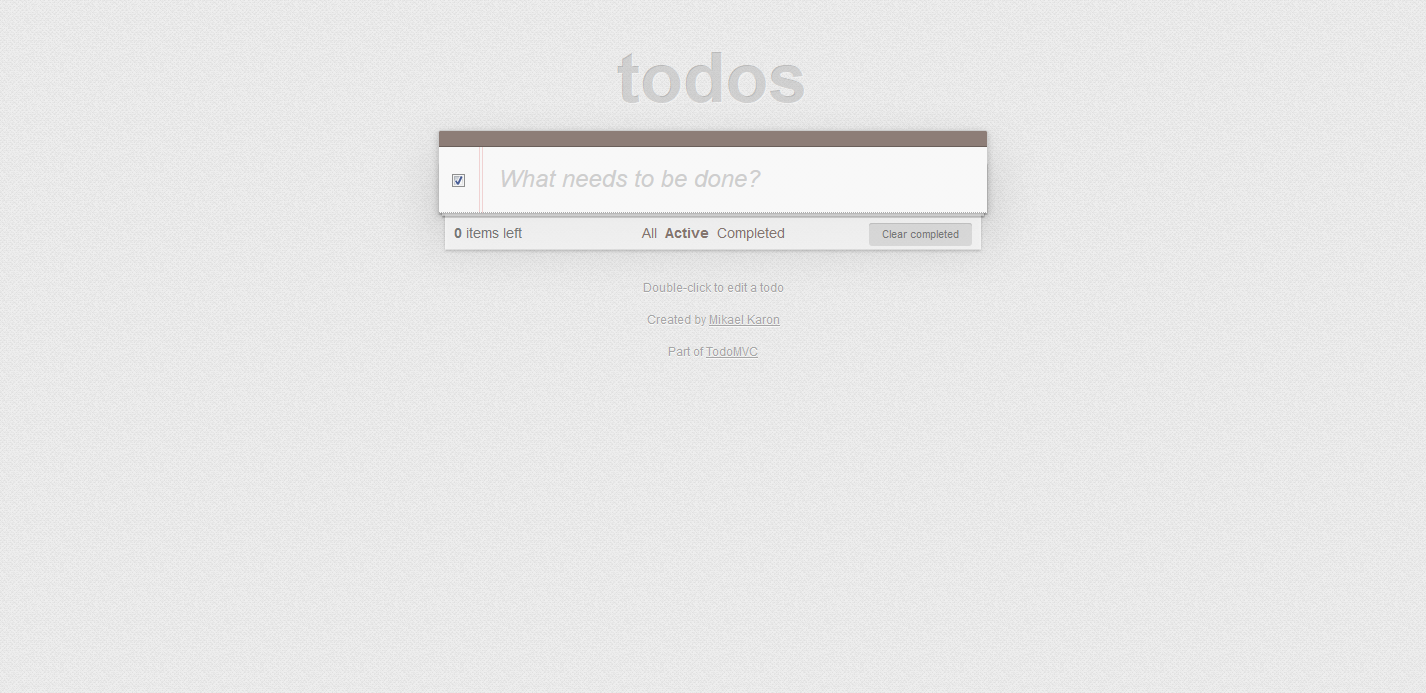 todos
What needs to be done?
0 items left All Active Completed Clear completed
Double-click to edit a todo
Created by Mikael Karon
Part of TodoMVC